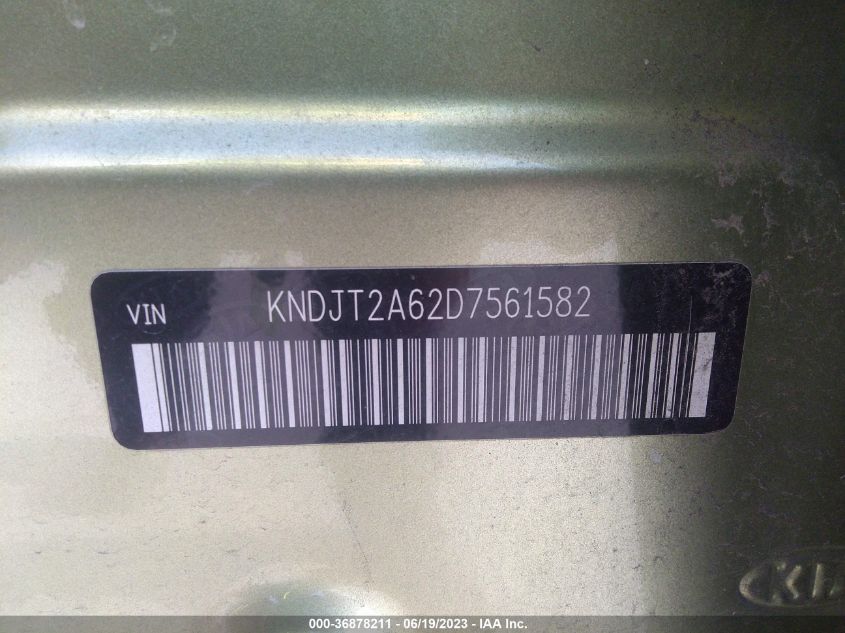 VIN KNDJT2A62D7561582
KIA
000-36878211 - 06/19/2023 - IAA Inc.